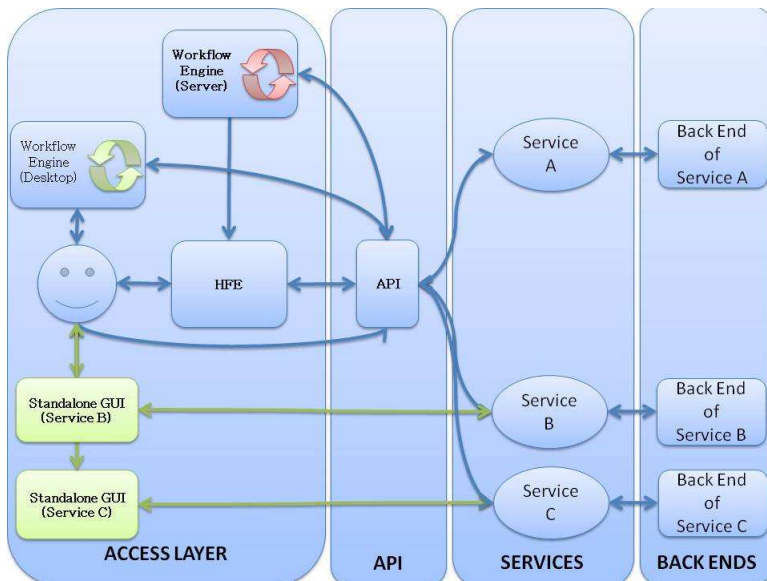 Workflow
Engine
(Server)
Workflow
Engine
(Desktop)
HFE
API
Service
A
Back End
of
Service A
Standalone GUI
(Service B)
Service
B
Back End
of
Service B
Standalone GUI
(Service C)
Service
C
Back End
of
Service C
ACCESS LAYER
API
SERVICES
BACK ENDS